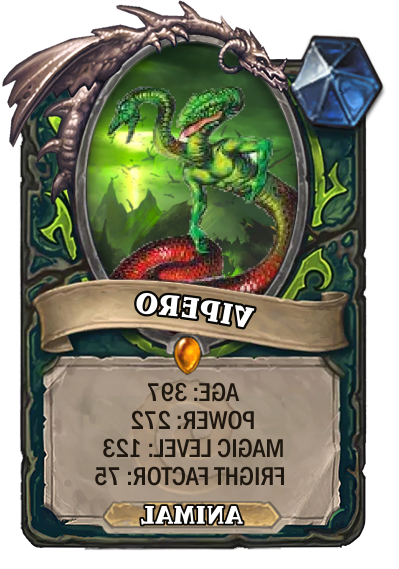 VIPERO
AGE: 397
POWER: 272
MAGIC LEVEL: 123
FRIGHT FACTOR: 75
ANIMAL